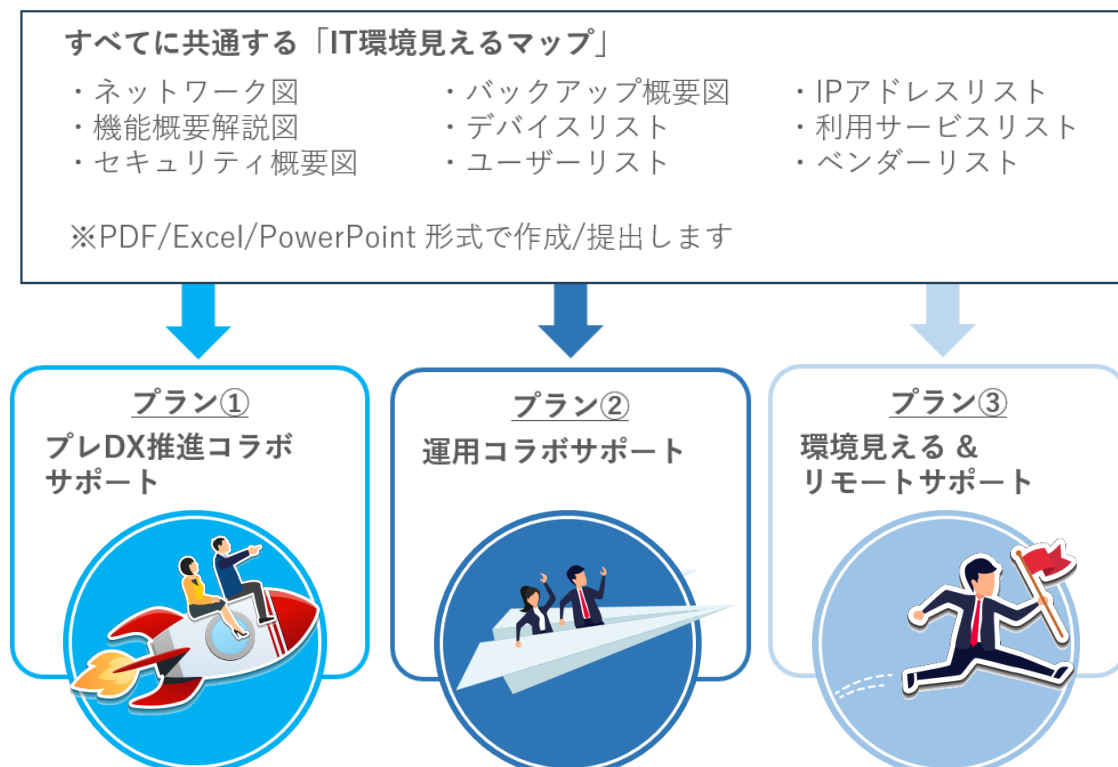 すべてに共通する「IT環境見えるマップ」
・ネットワーク図
・機能概要解説図
・セキュリティ概要図
・バックアップ概要図
・デバイスリスト
・ユーザーリスト
・IPアドレスリスト
・利用サービスリスト
・ベンダーリスト
※PDF/Excel/PowerPoint 形式で作成/提出します
プラン①
プレDX推進コラボ
サポート
プラン②
運用コラボサポート
プラン③
環境見える &
リモートサポート